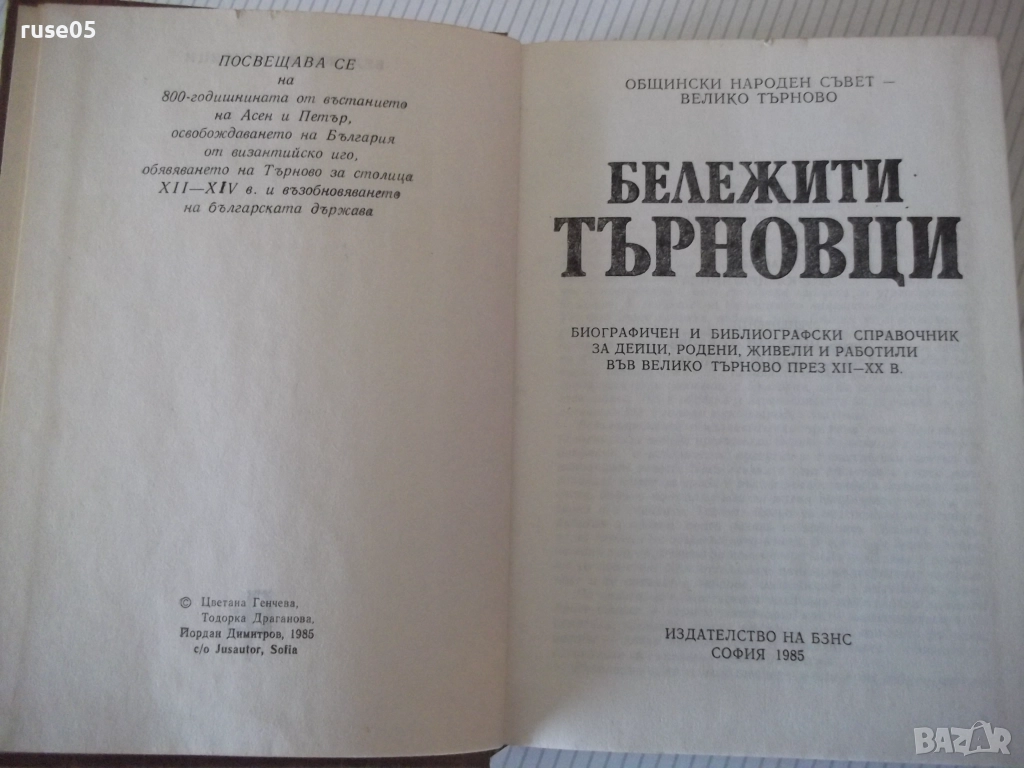 ruse05
ПОСВЕЩАВА СЕ
на
800-годишнината от въстанието
на Асен и Петър,
освобождаването на България
от византийско иго,
обявяването на Търново за столица
XII—XIV в. и възобновяването
на българската държава
© Цветана Генчева,
Тодорка Драганова,
Йордан Димитров, 1985
c/o Jusautor, Sofia
ОБЩИНСКИ НАРОДЕН СЪВЕТ —
ВЕЛИКО ТЪРНОВО
БЕЛЕЖИТИ
ТЪРНОВЦИ
БИОГРАФИЧЕН И БИБЛИОГРАФСКИ СПРАВОЧНИК
ЗА ДЕЙЦИ, РОДЕНИ, ЖИВЕЛИ И РАБОТИЛИ
ВЪВ ВЕЛИКО ТЪРНОВО ПРЕЗ XII—XX В.
ИЗДАТЕЛСТВО НА БЗНС
СОФИЯ 1985
BAZAR